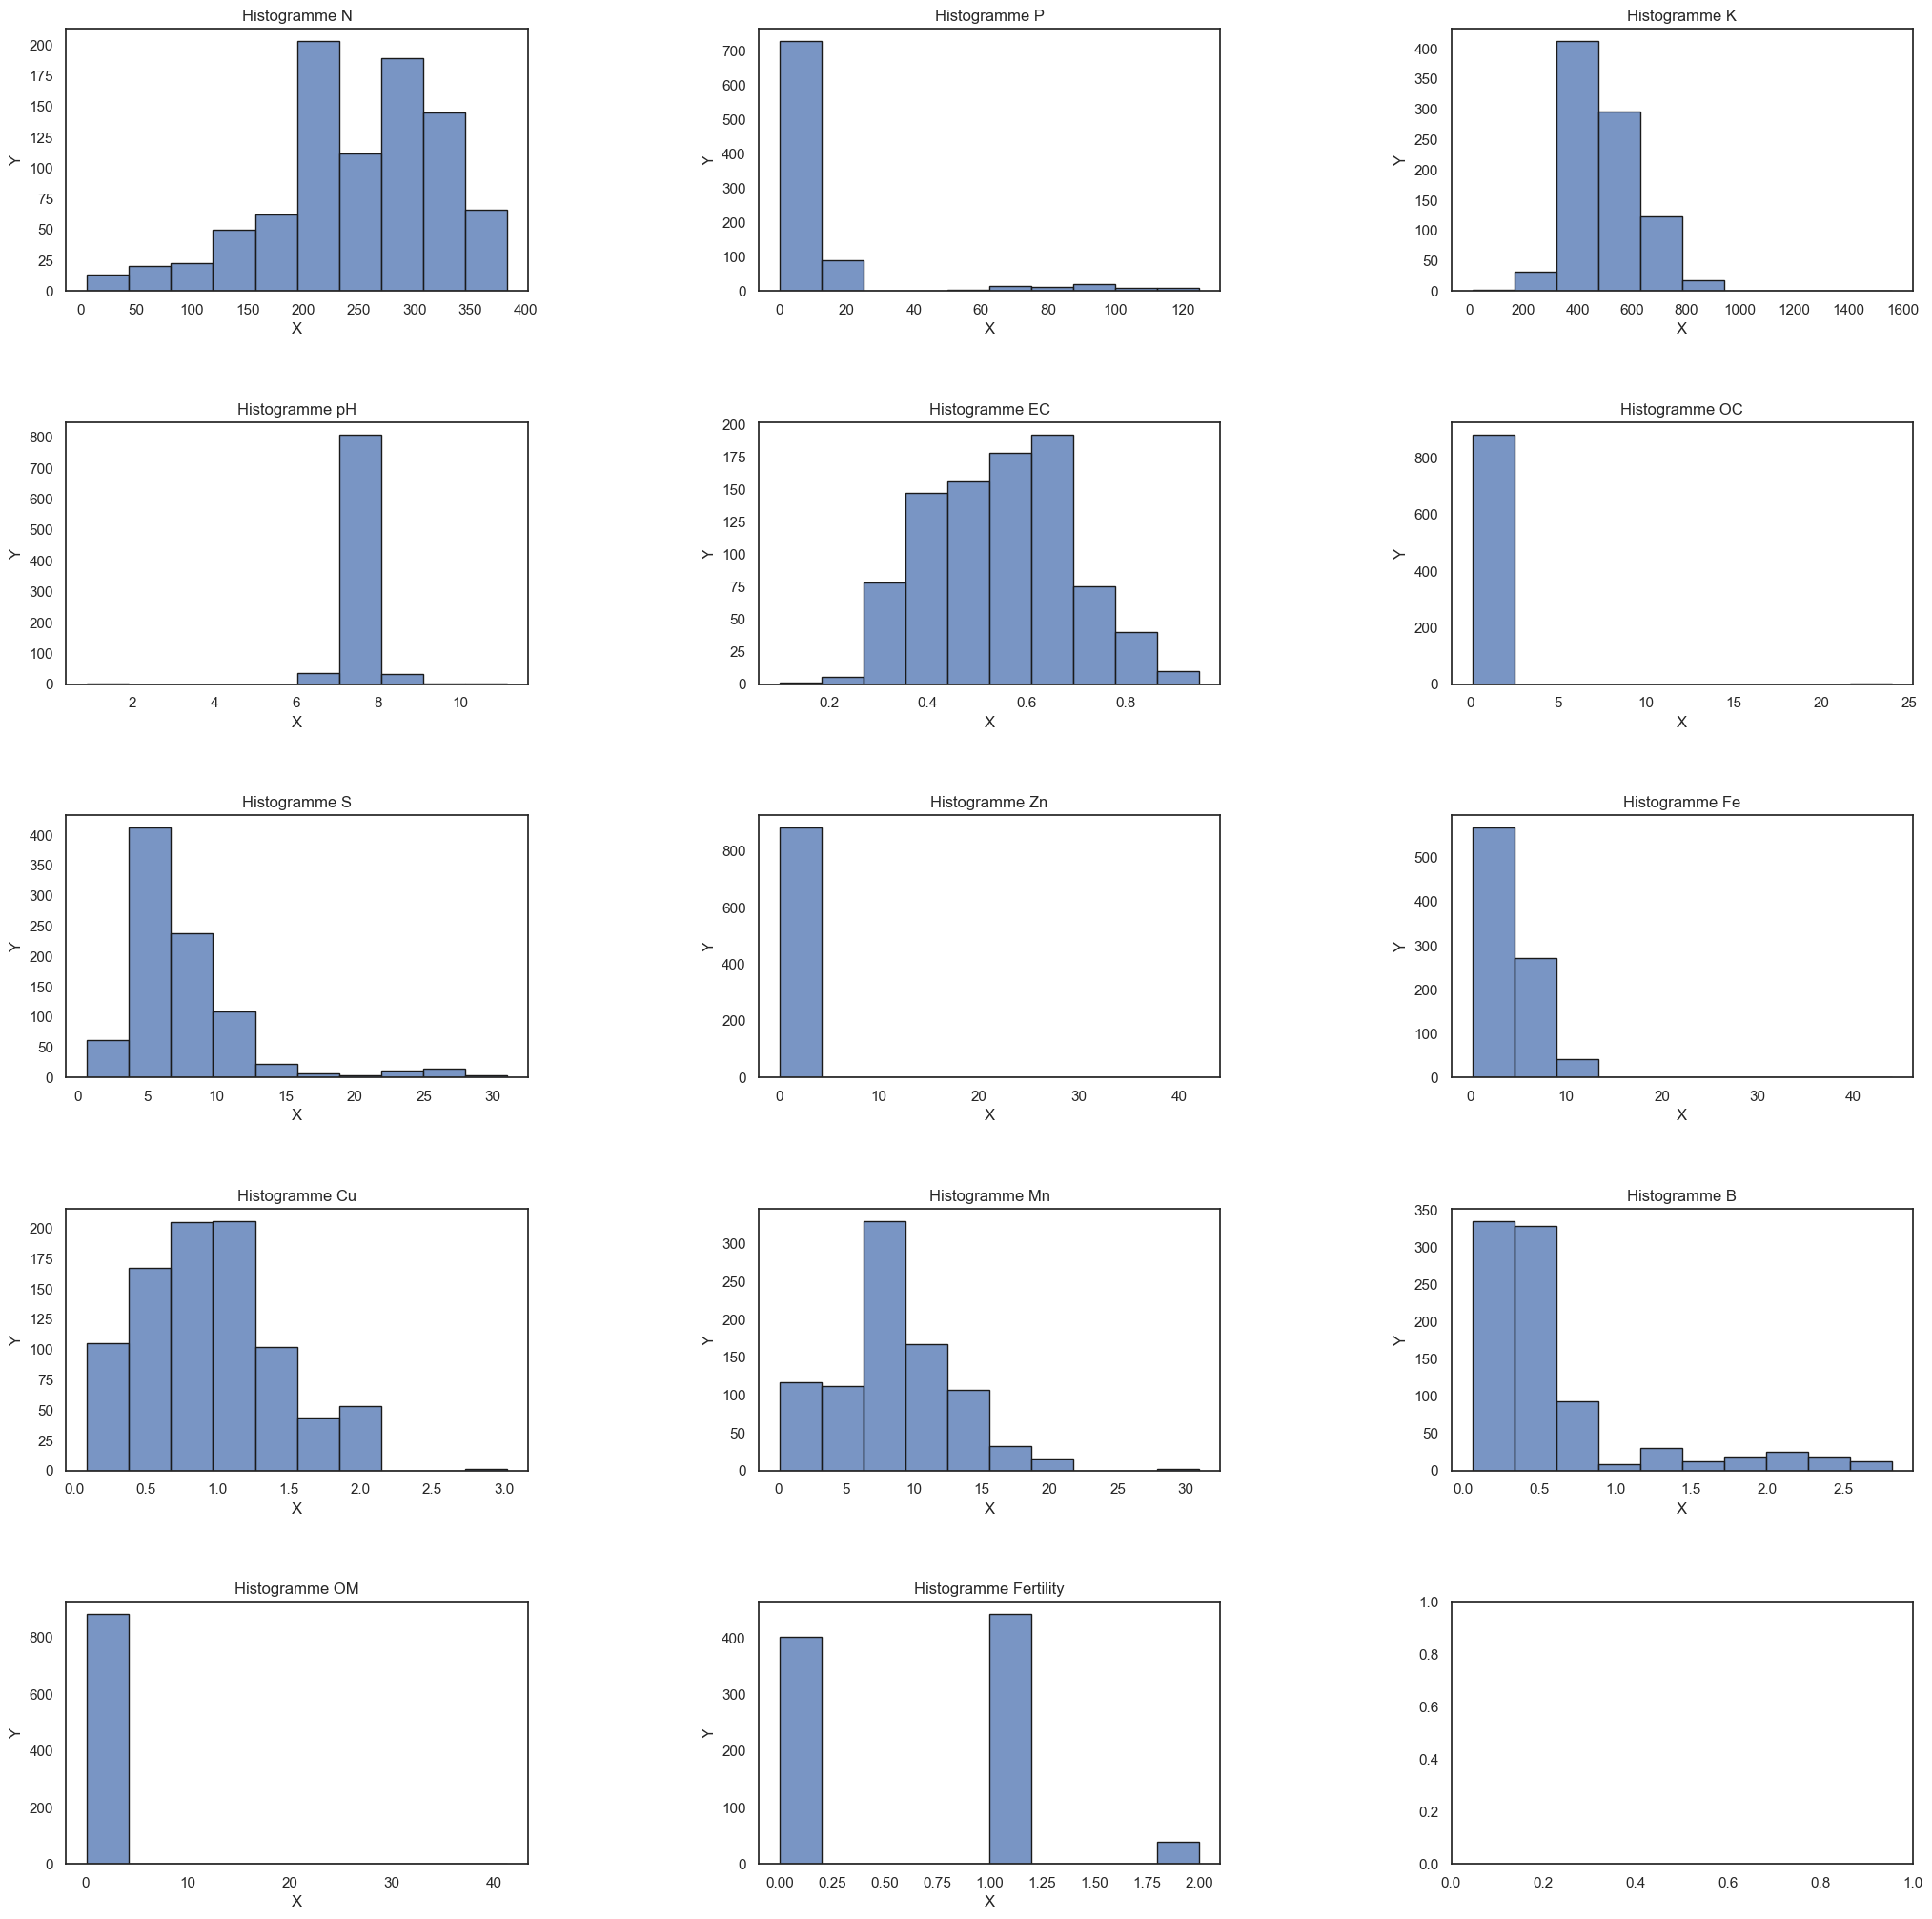 Histogramme N
200
175
150
125
100
75
50
25
0
Y
0 50 100 150 200 250 300 350 400
X
Histogramme P
700
600
500
400
300
200
100
0
Y
0 20 40 60 80 100 120
X
Histogramme K
400
350
300
250
200
150
100
50
0
Y
0 200 400 600 800 1000 1200 1400 1600
X
Histogramme pH
800
700
600
500
400
300
200
100
0
Y
2 4 6 8 10
X
Histogramme EC
200
175
150
125
100
75
50
25
0
Y
0.2 0.4 0.6 0.8
X
Histogramme OC
800
600
400
200
0
Y
0 5 10 15 20 25
X
Histogramme S
400
350
300
250
200
150
100
50
0
Y
0 5 10 15 20 25 30
X
Histogramme Zn
800
600
400
200
0
Y
0 10 20 30 40
X
Histogramme Fe
500
400
300
200
100
0
Y
0 10 20 30 40
X
Histogramme Cu
200
175
150
125
100
75
50
25
0
Y
0.0 0.5 1.0 1.5 2.0 2.5 3.0
X
Histogramme Mn
300
250
200
150
100
50
0
Y
0 5 10 15 20 25 30
X
Histogramme B
350
300
250
200
150
100
50
0
Y
0.0 0.5 1.0 1.5 2.0 2.5
X
Histogramme OM
800
600
400
200
0
Y
0 10 20 30 40
X
Histogramme Fertility
400
300
200
100
0
Y
0.00 0.25 0.50 0.75 1.00 1.25 1.50 1.75 2.00
X
1.0
0.8
0.6
0.4
0.2
0.0
0.0 0.2 0.4 0.6 0.8 1.0